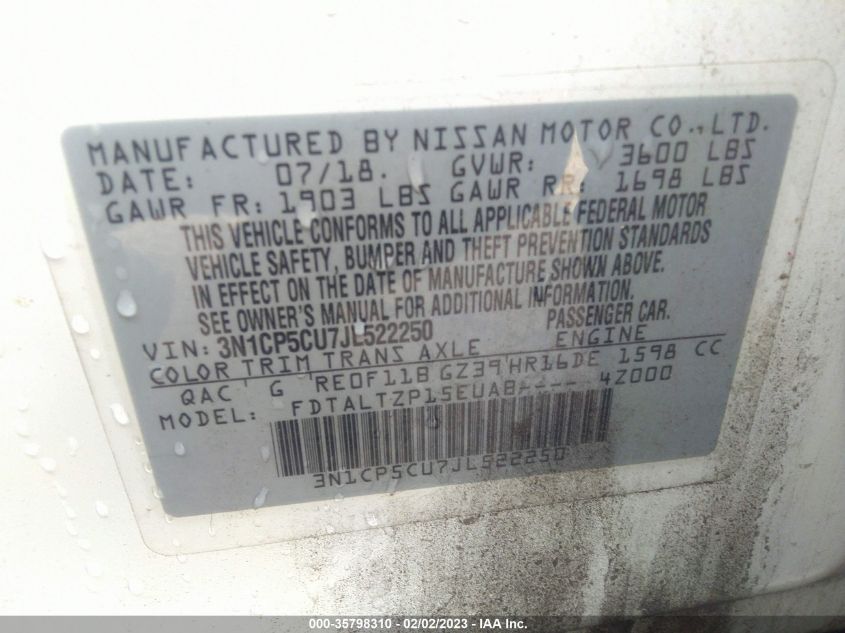 MANUFACTURED BY NISSAN MOTOR CO.,LTD.
DATE: 07/18. GVWR: 3600 LBS
GAWR FR: 1903 LBS GAWR RR: 1698 LBS
THIS VEHICLE CONFORMS TO ALL APPLICABLE FEDERAL MOTOR
VEHICLE SAFETY, BUMPER AND THEFT PREVENTION STANDARDS
IN EFFECT ON THE DATE OF MANUFACTURE SHOWN ABOVE.
SEE OWNER'S MANUAL FOR ADDITIONAL INFORMATION.
VIN: 3N1CP5CU7JL522250 PASSENGER CAR.
COLOR TRIM TRANS AXLE ENGINE
QAC G RE0F11B GZ39 HR16DE 1598 CC
MODEL: FDTALTZP15EUAB---- 4Z000
3N1CP5CU7JL522250
000-35798310 - 02/02/2023 - IAAI Inc.